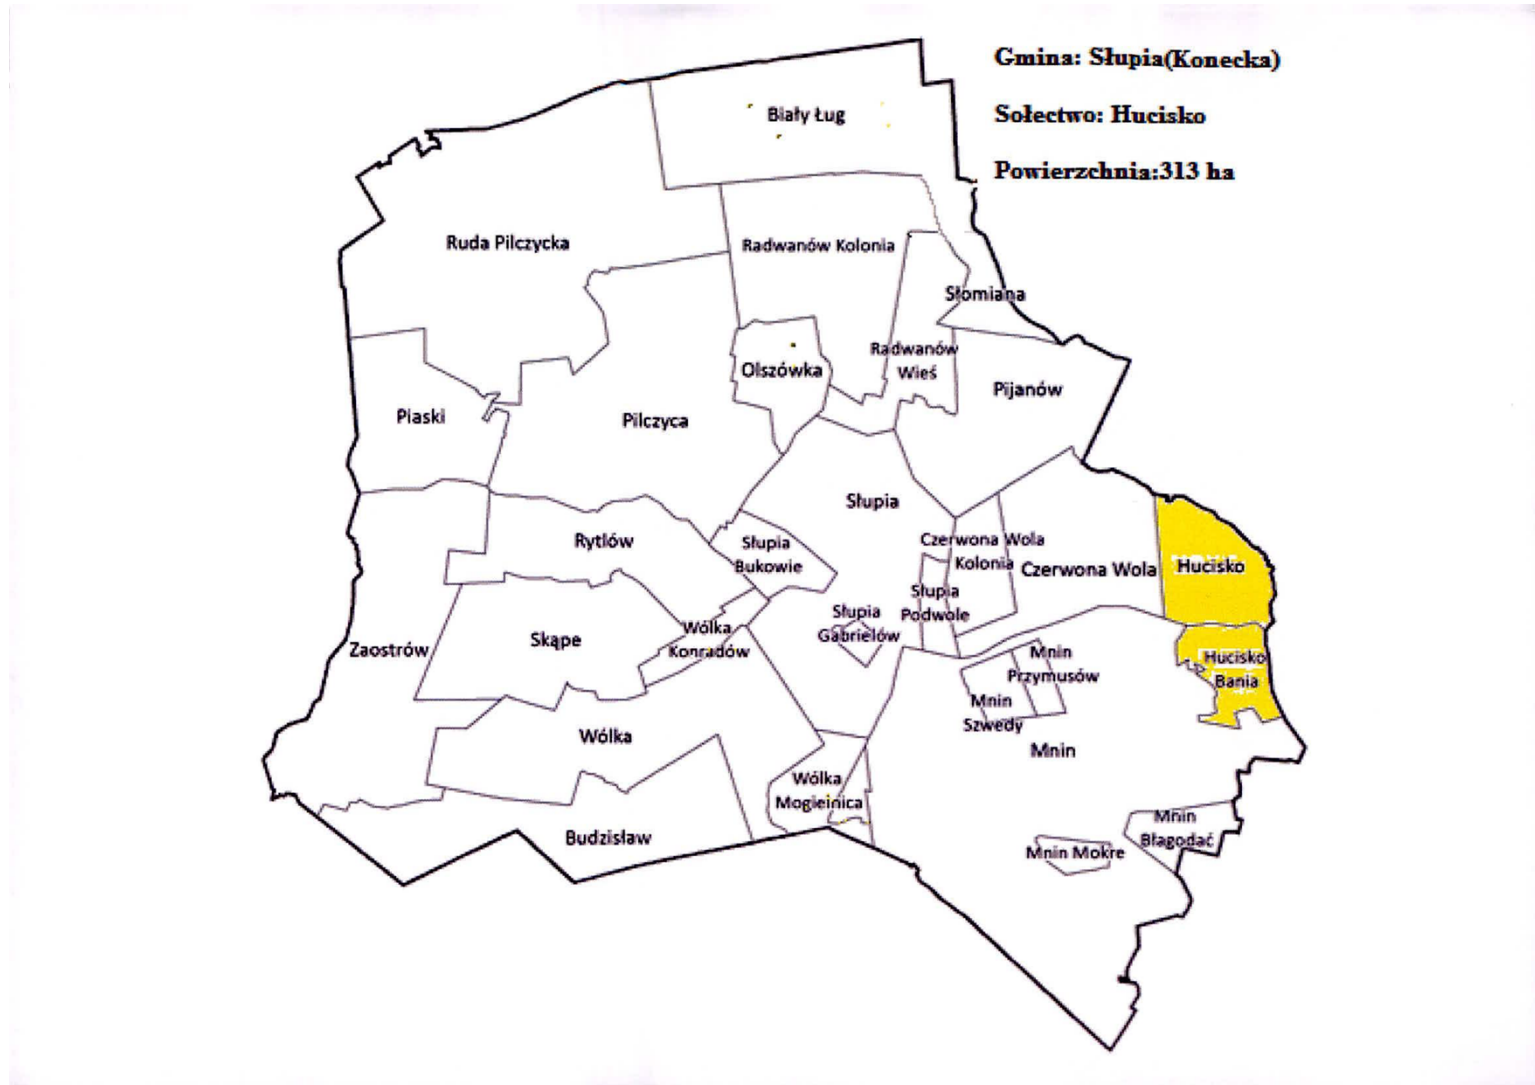 Gmina: Słupia(Konecka)
Sołectwo: Hucisko
Powierzchnia:313 ha
Biały Ług
Ruda Pilczycka
Radwanów Kolonia
Słomiana
Radwanów
Wieś
Olszówka
Pijanów
Piaski
Pilczyca
Słupia
Rytlów
Słupia
Bukowie
Czerwona Wola
Kolonia
Czerwona Wola
Hucisko
Słupia
Podwole
Słupia
Gabrielów
Zaostrów
Skąpe
Wólka
Konradów
Mnin
Przymusów
Hucisko
Bania
Mnin
Szwedy
Wólka
Mnin
Wólka
Mogielnica
Budzisław
Mnin
Błagodać
Mnin Mokre